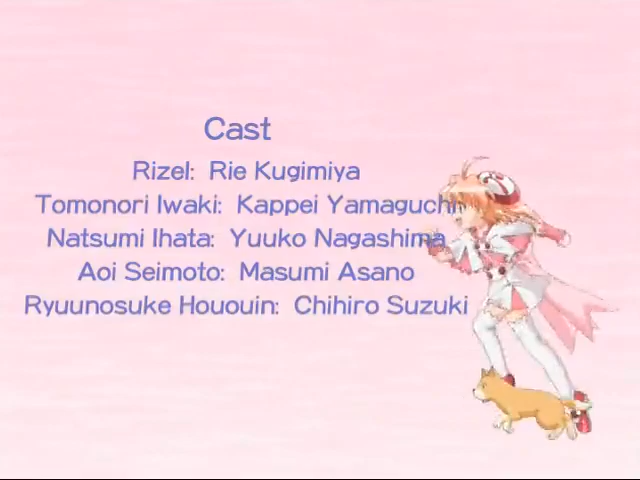 Cast
Rizel: Rie Kugimiya
Tomonori Iwaki: Kappei Yamaguchi
Natsumi Ihata: Yuuko Nagashima
Aoi Seimoto: Masumi Asano
Ryuunosuke Hououin: Chihiro Suzuki